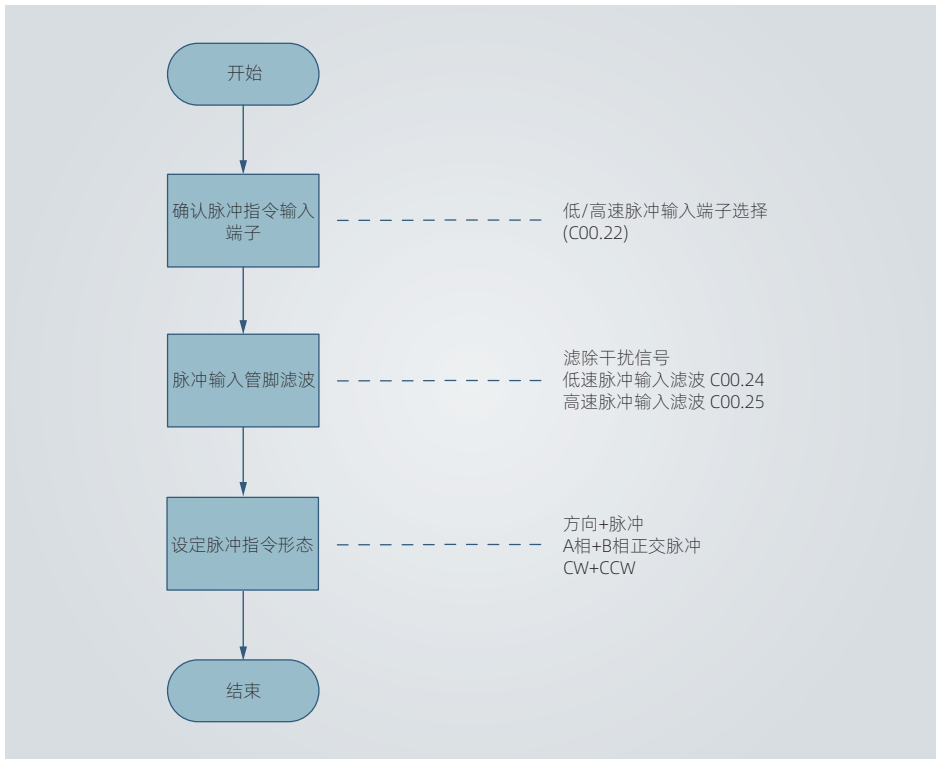 开始
确认脉冲指令输入
端子
低/高速脉冲输入端子选择
(C00.22)
脉冲输入管脚滤波
滤除干扰信号
低速脉冲输入滤波 C00.24
高速脉冲输入滤波 C00.25
设定脉冲指令形态
方向+脉冲
A相+B相正交脉冲
CW+CCW
结束